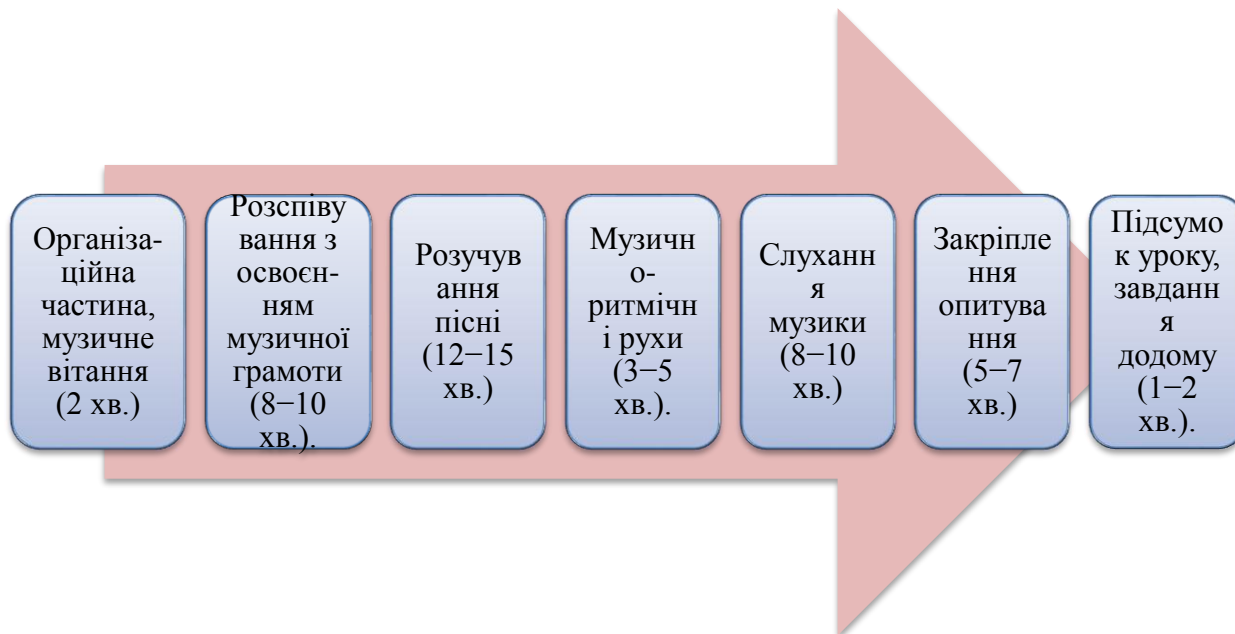 Організа-
ційна
частина,
музичне
вітання
(2 хв.)
Розспіву
вання з
освоєн-
ням
музичної
грамоти
(8−10
хв.).
Розучув
ання
пісні
(12−15
хв.)
Музичн
о-
ритмічн
і рухи
(3−5
хв.).
Слуханн
я
музики
(8−10
хв.)
Закріпле
ння
опитува
ння
(5−7
хв.)
Підсумо
к уроку,
завданн
я
додому
(1−2
хв.).